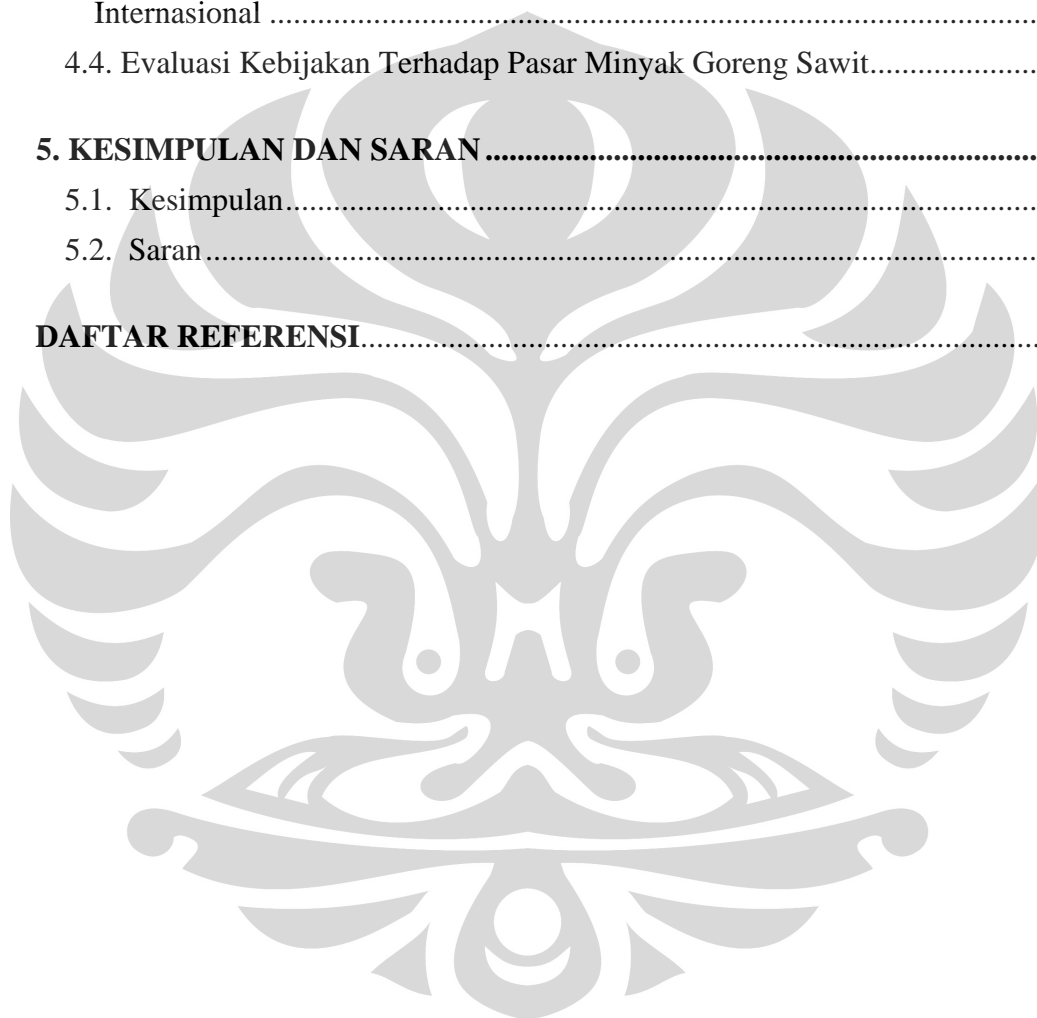 Internasional ..........................................................................................................
4.4. Evaluasi Kebijakan Terhadap Pasar Minyak Goreng Sawit.....................
5. KESIMPULAN DAN SARAN .....................................................................
5.1. Kesimpulan..............................................................................................
5.2. Saran ........................................................................................................
DAFTAR REFERENSI.....................................................................................